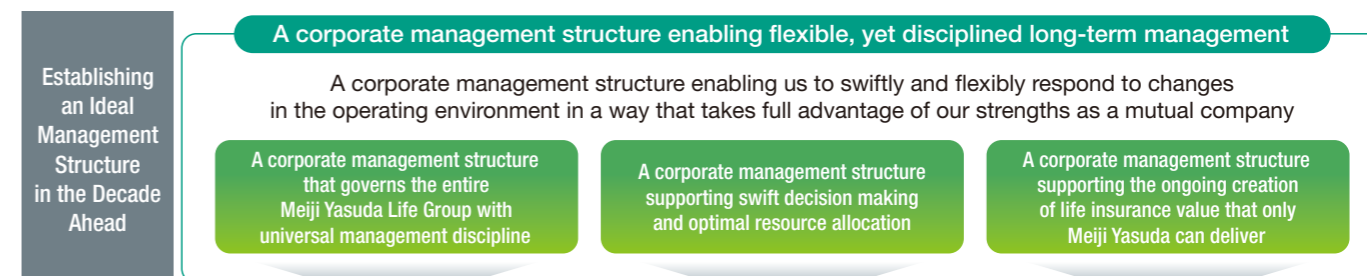 Establishing
an Ideal
Management
Structure
in the Decade
Ahead
A corporate management structure enabling flexible, yet disciplined long-term management
A corporate management structure enabling us to swiftly and flexibly respond to changes
in the operating environment in a way that takes full advantage of our strengths as a mutual company
A corporate management structure
that governs the entire
Meiji Yasuda Life Group with
universal management discipline
A corporate management structure
supporting swift decision making
and optimal resource allocation
A corporate management structure
supporting the ongoing creation
of life insurance value that only
Meiji Yasuda can deliver